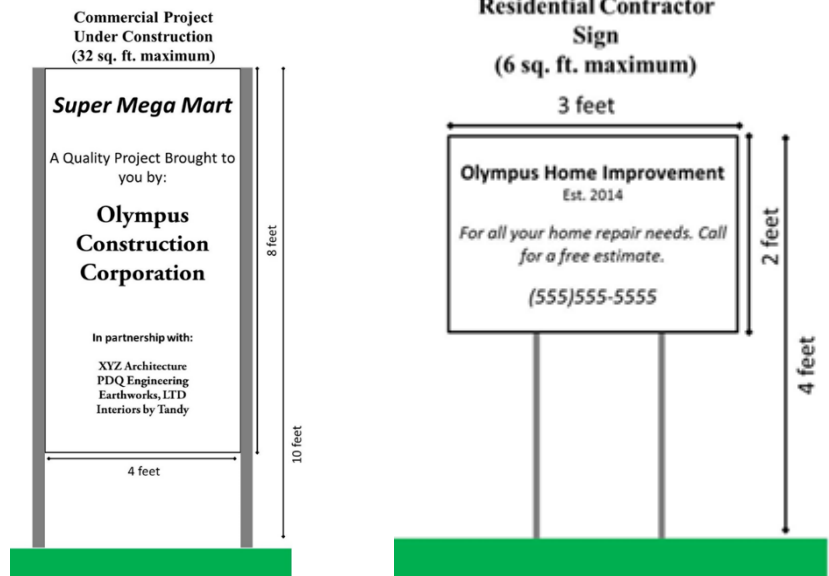 Commercial Project
Under Construction
(32 sq. ft. maximum)
Super Mega Mart
A Quality Project Brought to
you by:
Olympus
Construction
Corporation
In partnership with:
XYZ Architecture
PDQ Engineering
Earthworks, LTD
Interiors by Tandy
8 feet
10 feet
4 feet
Residential Contractor
Sign
(6 sq. ft. maximum)
3 feet
Olympus Home Improvement
Est. 2014
For all your home repair needs. Call
for a free estimate.
(555)555-5555
2 feet
4 feet